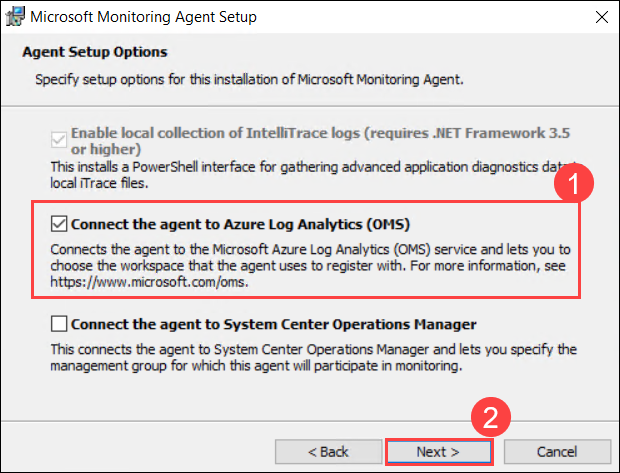 Microsoft Monitoring Agent Setup
Agent Setup Options
Specify setup options for this installation of Microsoft Monitoring Agent.
Enable local collection of IntelliTrace logs (requires .NET Framework 3.5
or higher)
This installs a PowerShell interface for gathering advanced application diagnostics data
local iTrace files.
1
Connect the agent to Azure Log Analytics (OMS)
Connects the agent to the Microsoft Azure Log Analytics (OMS) service and lets you to
choose the workspace that the agent uses to register with. For more information, see
https://www.microsoft.com/oms.
Connect the agent to System Center Operations Manager
This connects the agent to System Center Operations Manager and lets you specify the
management group for which this agent will participate in monitoring.
2
< Back
Next >
Cancel